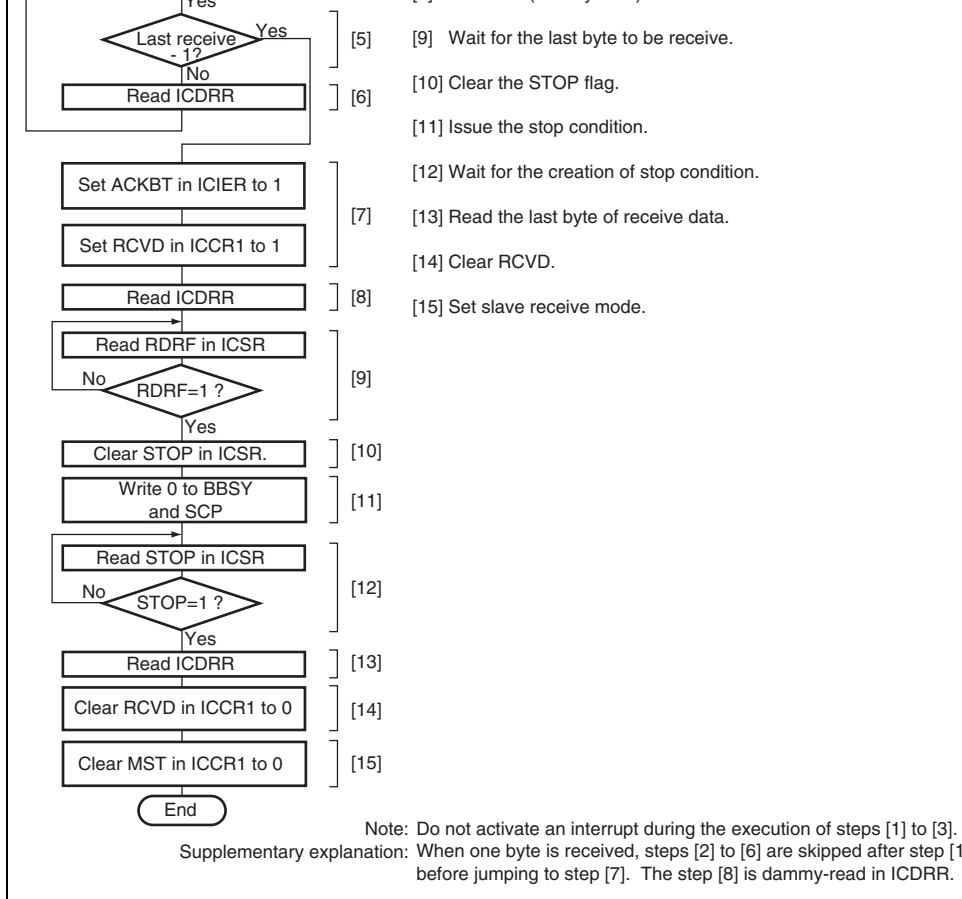 Yes
Last receive
- 1?
Yes
[5]
[9] Wait for the last byte to be receive.
No
Read ICDRR
[6]
[10] Clear the STOP flag.
[11] Issue the stop condition.
Set ACKBT in ICIER to 1
[12] Wait for the creation of stop condition.
[7]
[13] Read the last byte of receive data.
Set RCVD in ICCR1 to 1
[14] Clear RCVD.
Read ICDRR
[8]
[15] Set slave receive mode.
Read RDRF in ICSR
No
RDRF=1 ?
[9]
Yes
Clear STOP in ICSR.
[10]
Write 0 to BBSY
and SCP
[11]
Read STOP in ICSR
No
STOP=1 ?
[12]
Yes
Read ICDRR
[13]
Clear RCVD in ICCR1 to 0
[14]
Clear MST in ICCR1 to 0
[15]
End
Note: Do not activate an interrupt during the execution of steps [1] to [3].
Supplementary explanation: When one byte is received, steps [2] to [6] are skipped after step [1
before jumping to step [7]. The step [8] is dammy-read in ICDRR.